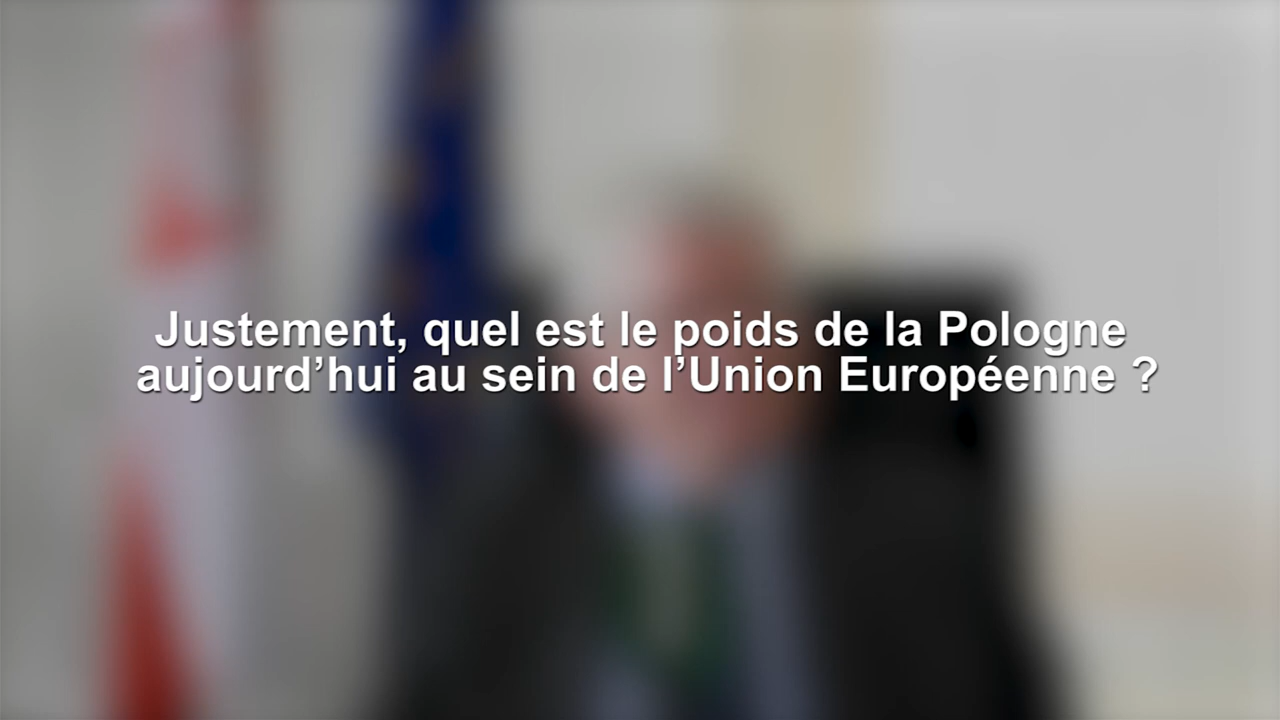 Justement, quel est le poids de la Pologne
aujourd’hui au sein de l’Union Européenne ?